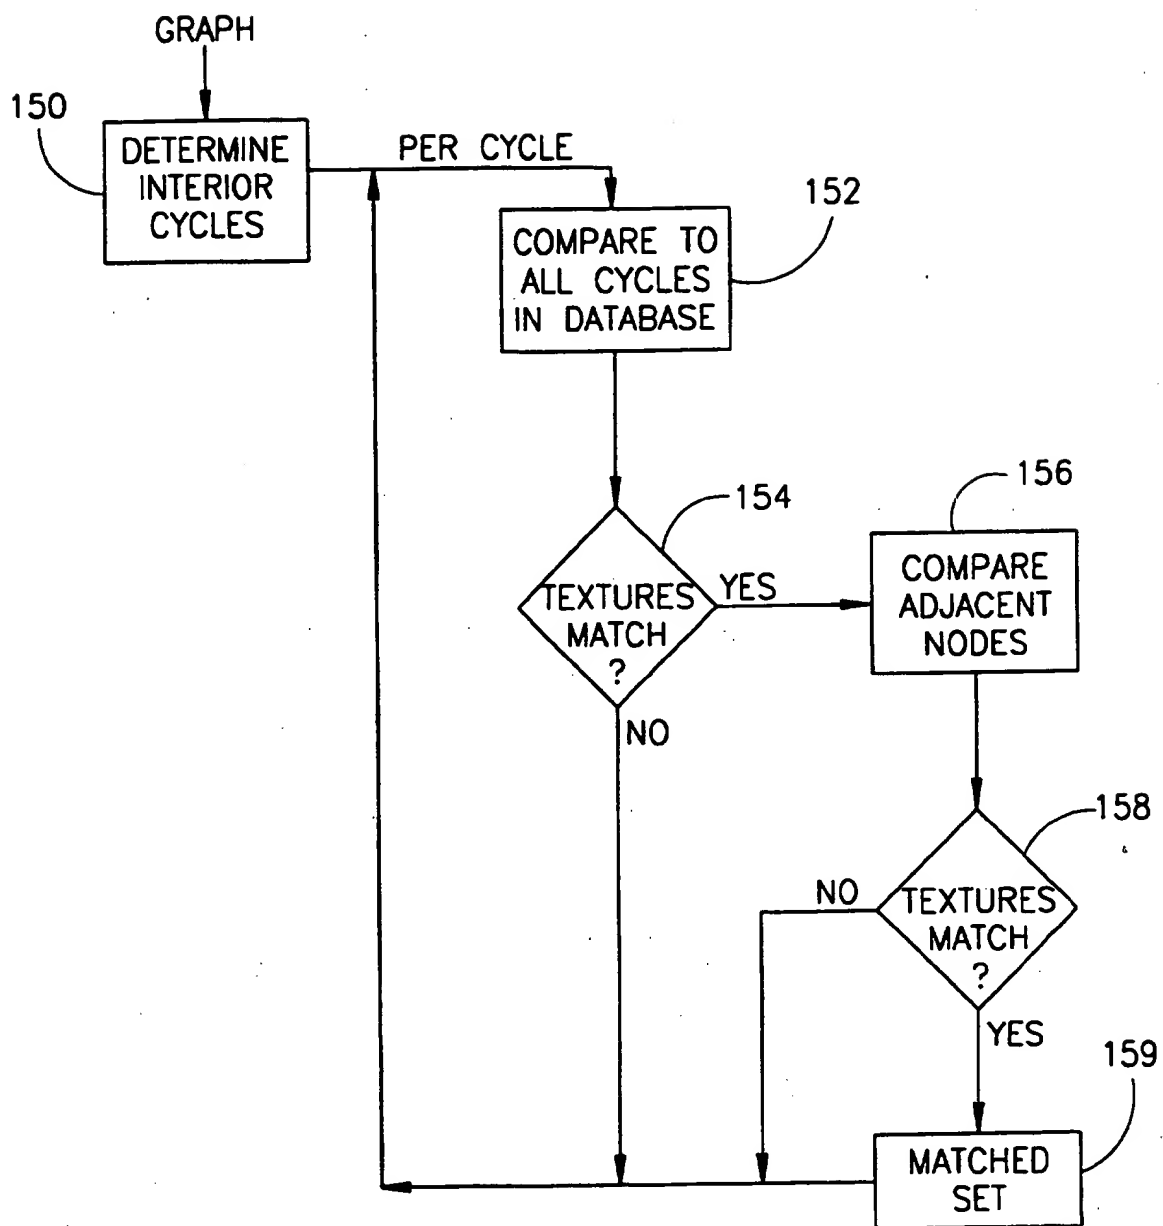 GRAPH
150
DETERMINE
INTERIOR
CYCLES
PER CYCLE
152
COMPARE TO
ALL CYCLES
IN DATABASE
154
TEXTURES
MATCH
?
YES
NO
156
COMPARE
ADJACENT
NODES
158
TEXTURES
MATCH
?
NO
YES
159
MATCHED
SET